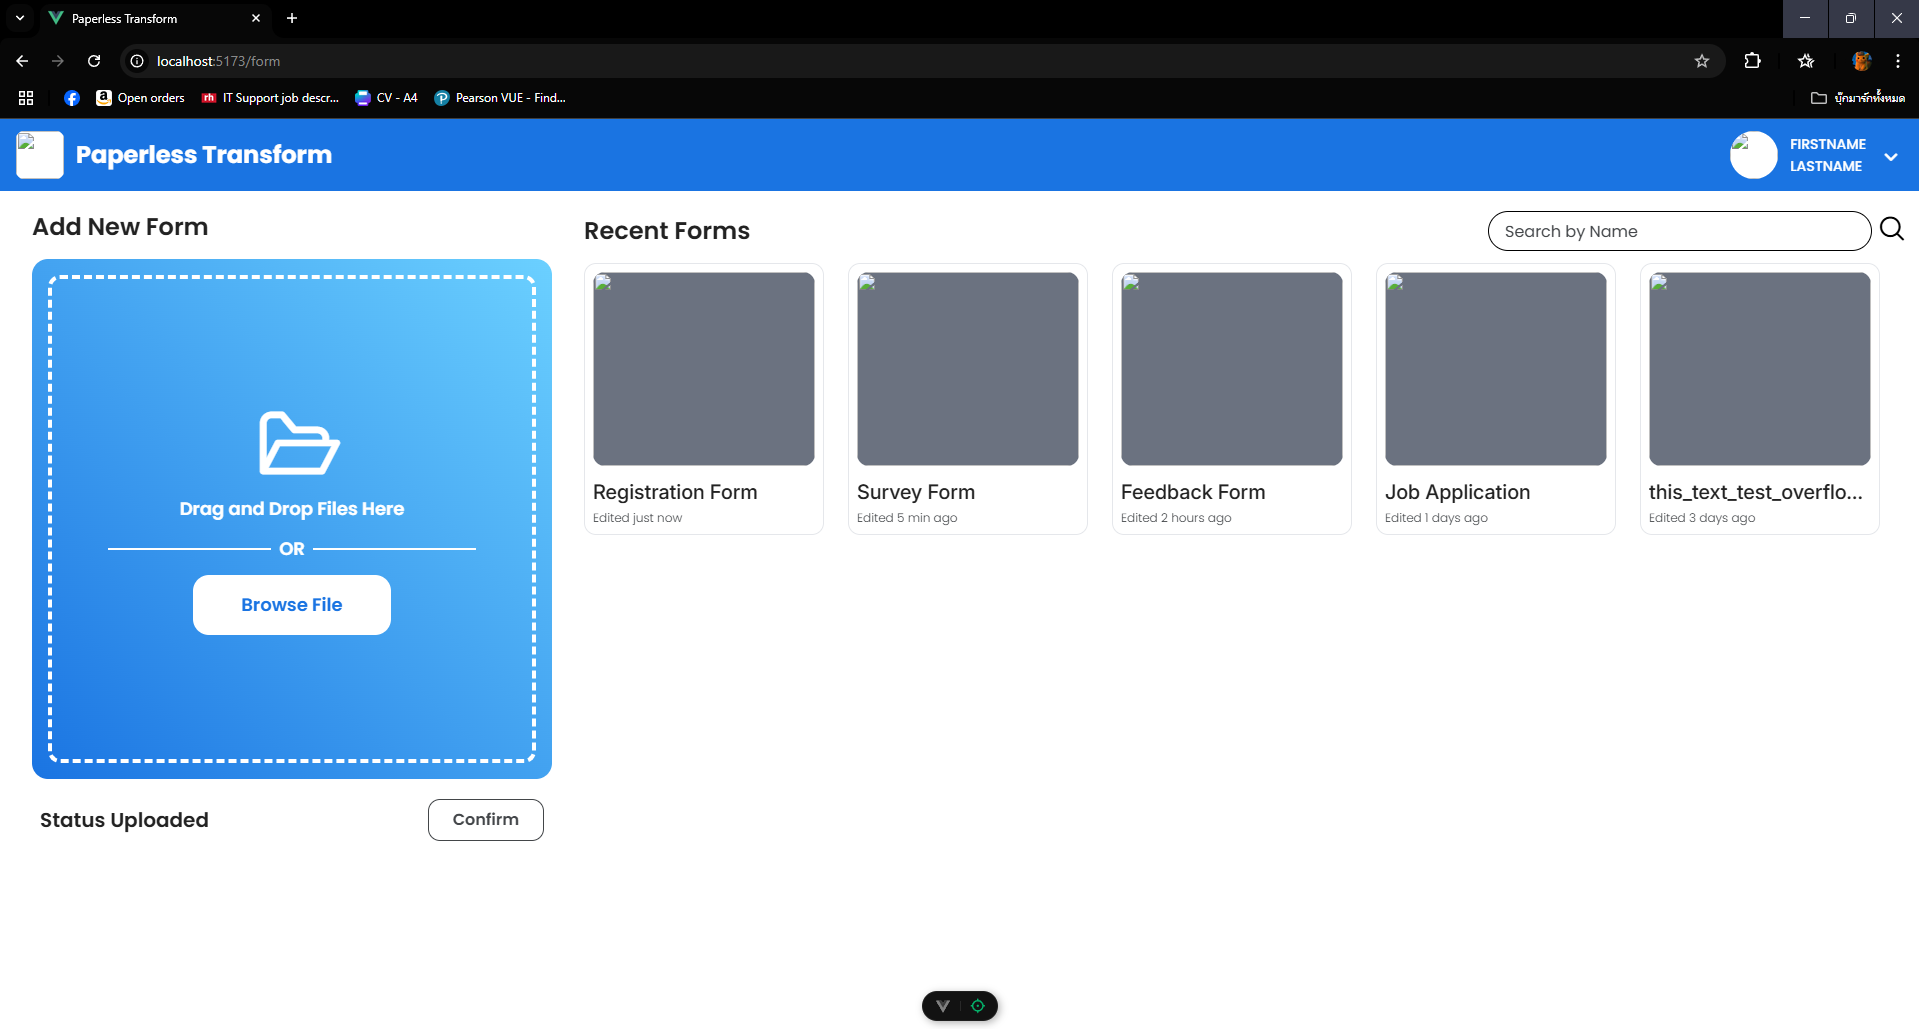 Paperless Transform
localhost:5173/form
Open orders
rh
IT Support job descr...
CV - A4
Pearson VUE - Find...
บุ๊กมาร์กทั้งหมด
Paperless Transform
FIRSTNAME
LASTNAME
Add New Form
Recent Forms
Search by Name
Drag and Drop Files Here
OR
Browse File
Registration Form
Edited just now
Survey Form
Edited 5 min ago
Feedback Form
Edited 2 hours ago
Job Application
Edited 1 days ago
this_text_test_overflo...
Edited 3 days ago
Status Uploaded
Confirm